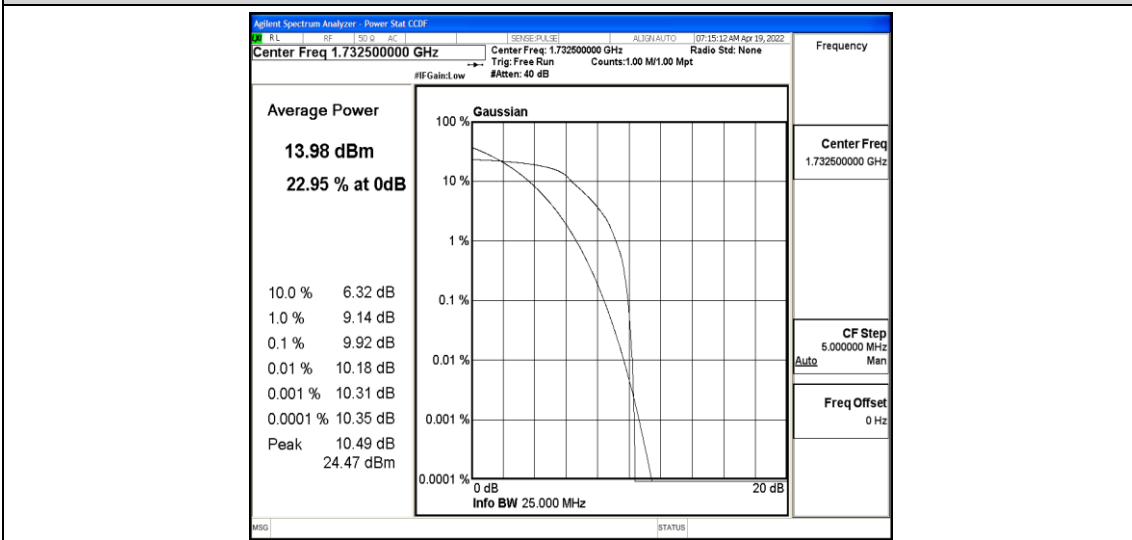 Agilent Spectrum Analyzer - Power Stat CCDF
RL RF 50 Ω AC SENSE:PULSE ALIGNAUTO 07:15:12 AM Apr 19, 2022
Center Freq 1.732500000 GHz
Center Freq: 1.732500000 GHz Radio Std: None
Trig: Free Run Counts:1.00 M/1.00 Mpt
#IFGain:Low #Atten: 40 dB
Frequency
Average Power
13.98 dBm
22.95 % at 0dB
10.0 % 6.32 dB
1.0 % 9.14 dB
0.1 % 9.92 dB
0.01 % 10.18 dB
0.001 % 10.31 dB
0.0001 % 10.35 dB
Peak 10.49 dB
24.47 dBm
Gaussian
100 %
10 %
1 %
0.1 %
0.01 %
0.001 %
0.0001 %
0 dB 20 dB
Info BW 25.000 MHz
Center Freq
1.732500000 GHz
CF Step
5.000000 MHz
Auto Man
Freq Offset
0 Hz
MSG STATUS